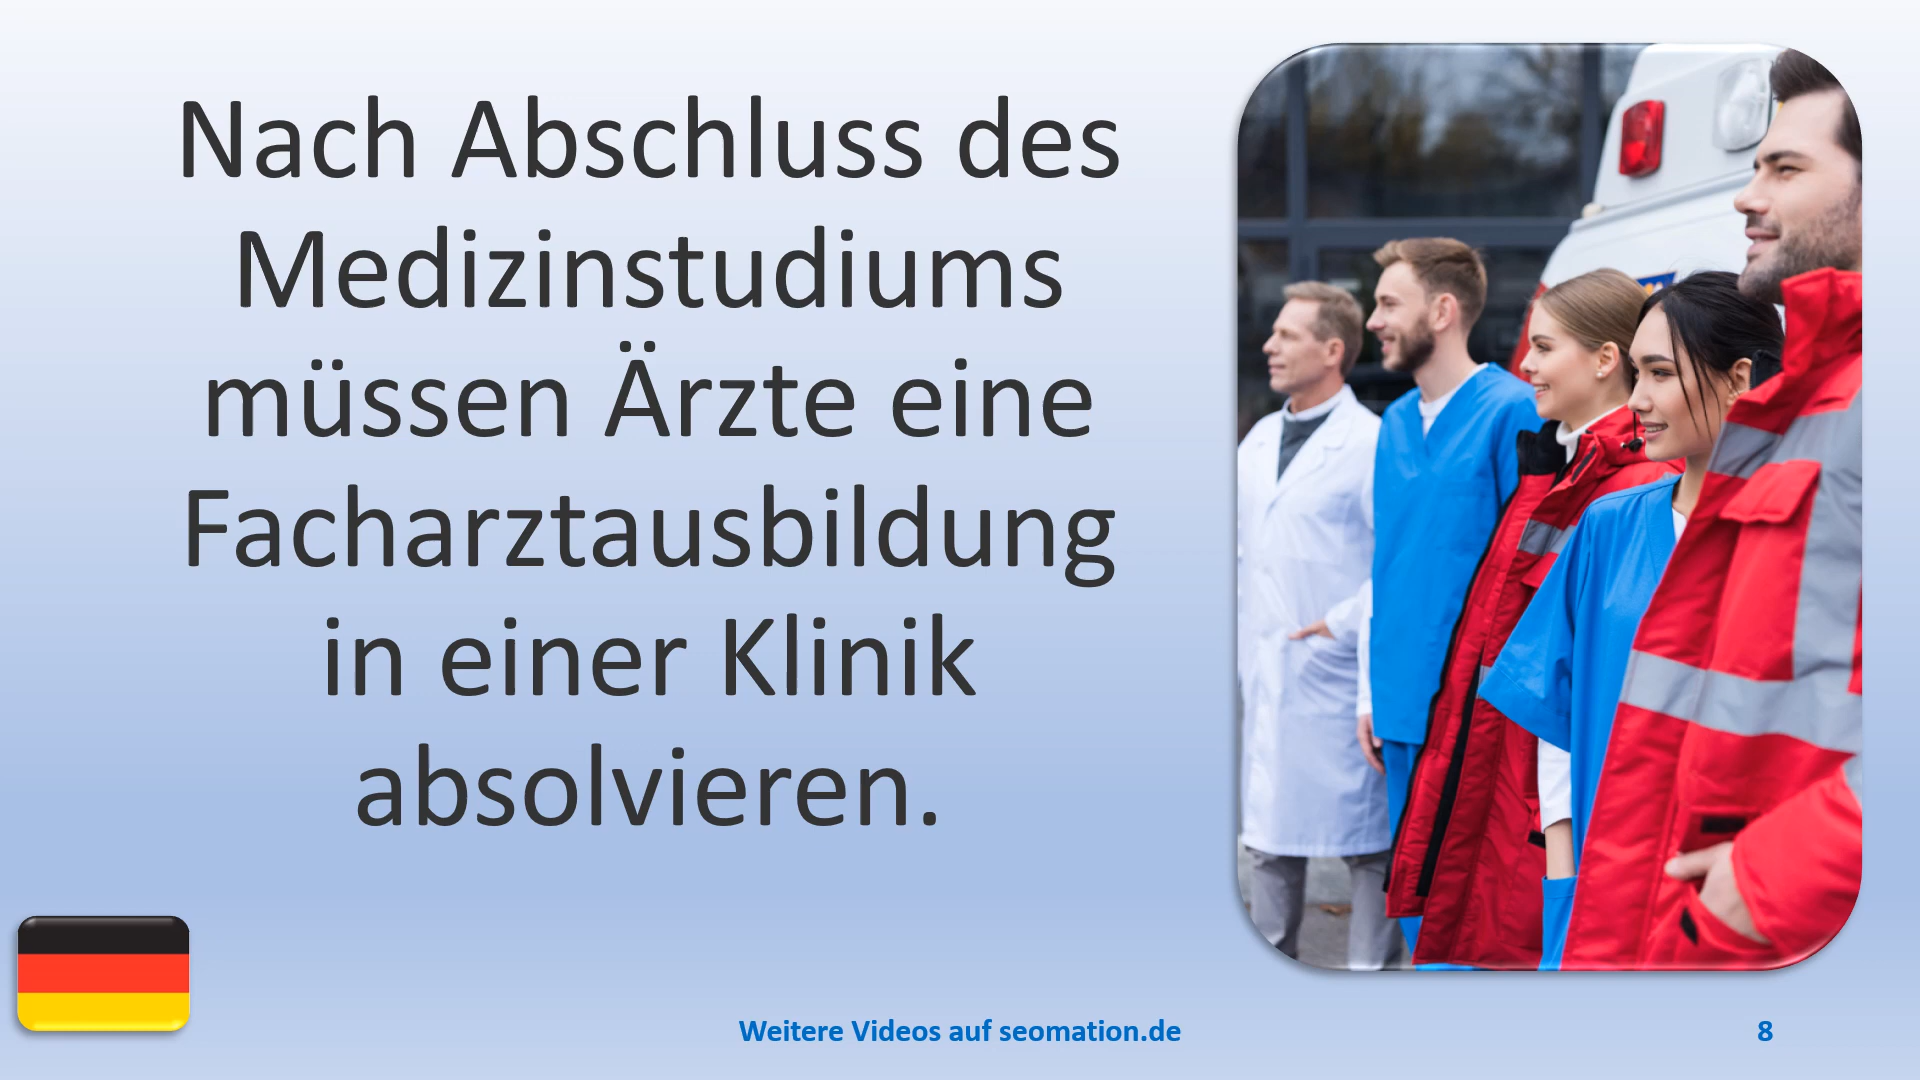 Nach Abschluss des
Medizinstudiums
müssen Ärzte eine
Facharztausbildung
in einer Klinik
absolvieren.
Weitere Videos auf seomation.de
8